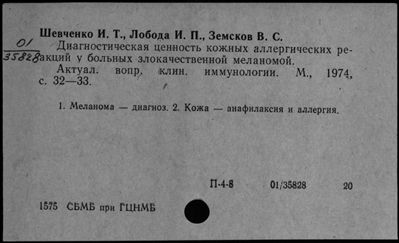 Шевченко И. Т., Лобода И. П., Земсков В. С.
01/35828
Диагностическая ценность кожных аллергических ре-
акций у больных злокачественной меланомой.
Актуал. вопр. клин. иммунологии. М., 1974,
с. 32—33.
1. Меланома — диагноз. 2. Кожа — анафилаксия и аллергия.
П-4-8 01/35828 20
1575 СБМБ при ГЦНМБ